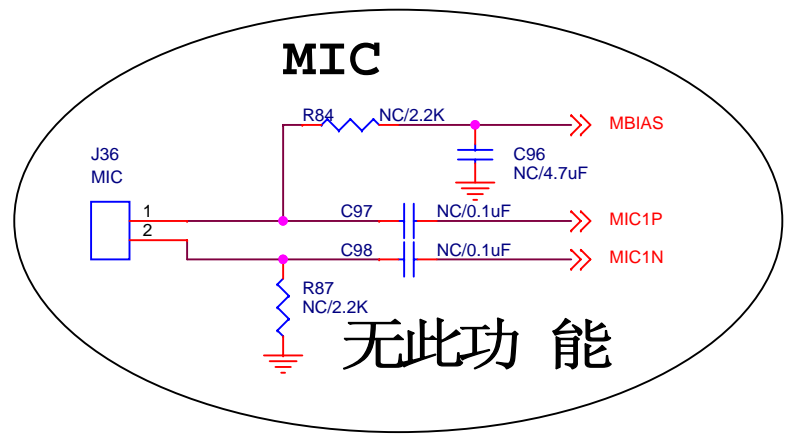 MIC
R84 NC/2.2K
MBIAS
J36
MIC
C96
NC/4.7uF
1
C97 NC/0.1uF
MIC1P
2
C98 NC/0.1uF
MIC1N
R87
NC/2.2K
无此功 能